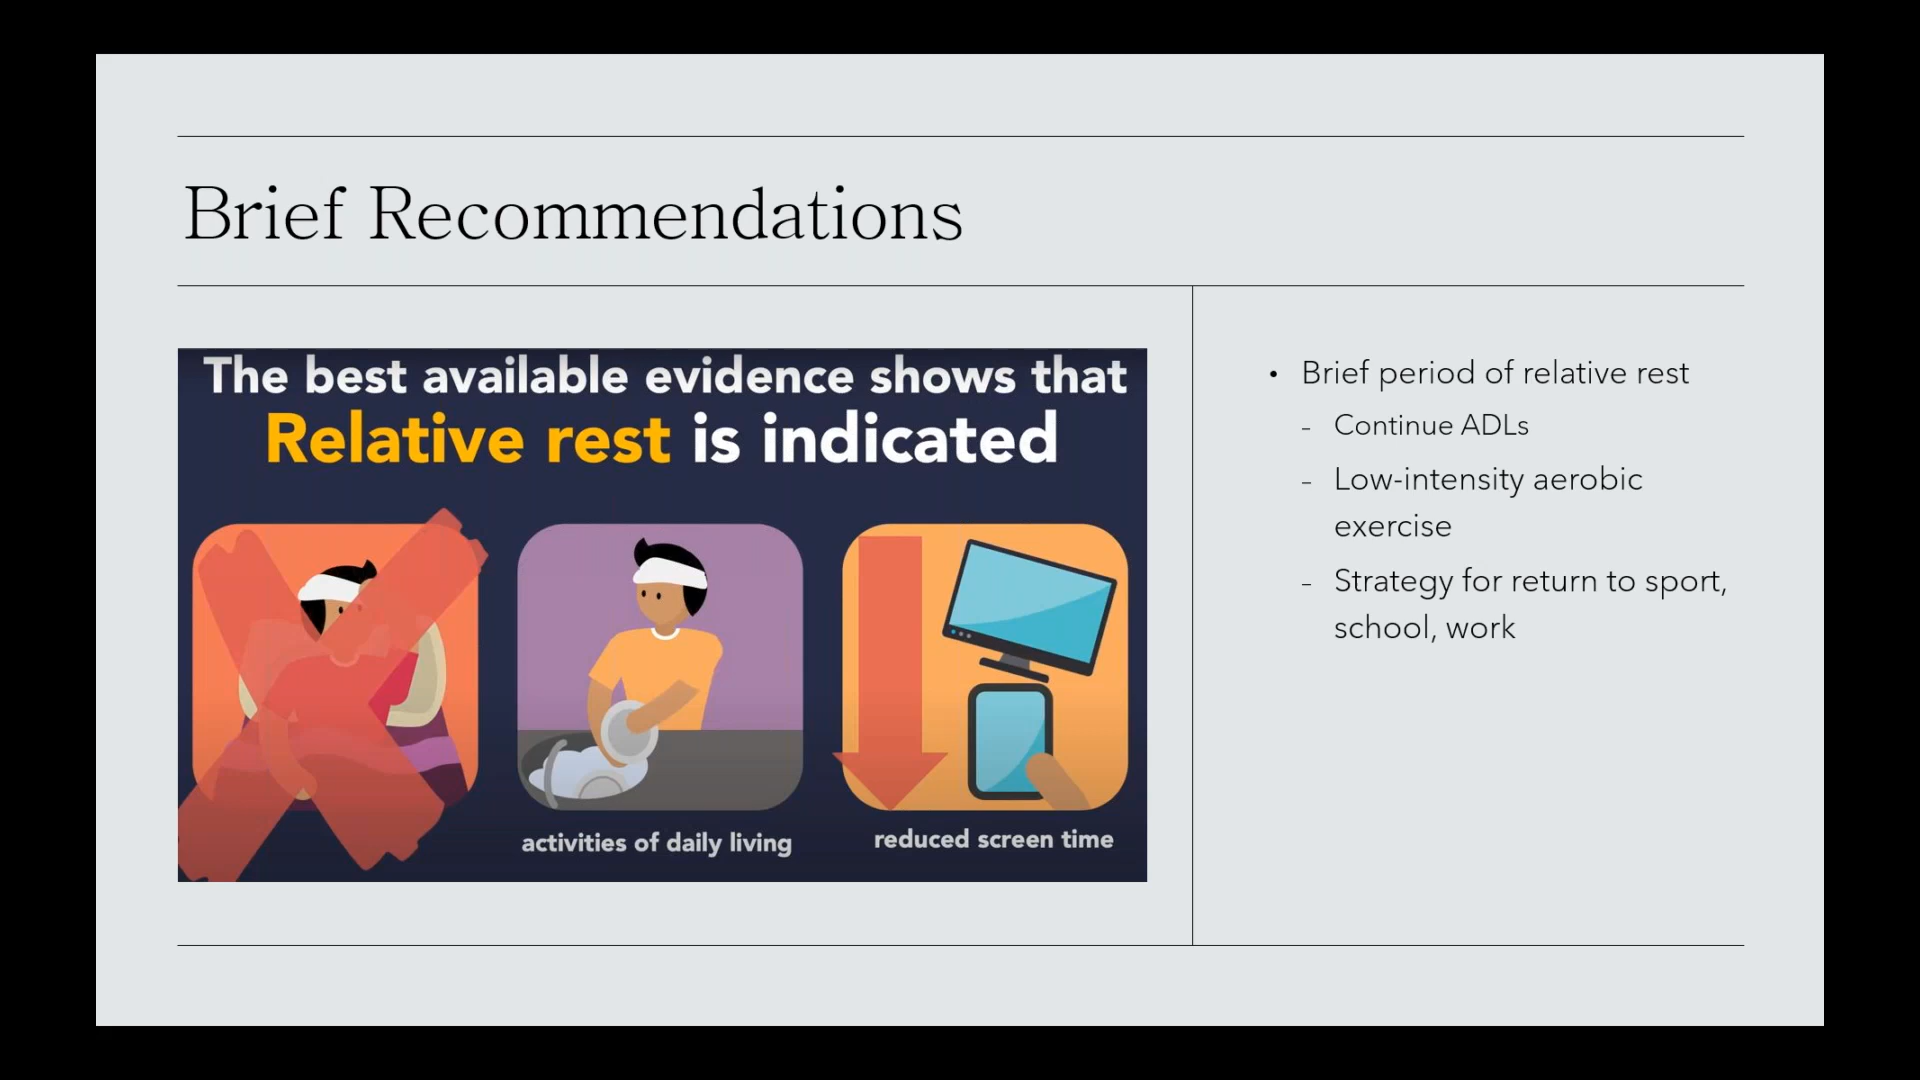 Brief Recommendations
The best available evidence shows that
Relative rest is indicated
activities of daily living
reduced screen time
• Brief period of relative rest
- Continue ADLs
- Low-intensity aerobic
exercise
- Strategy for return to sport,
school, work